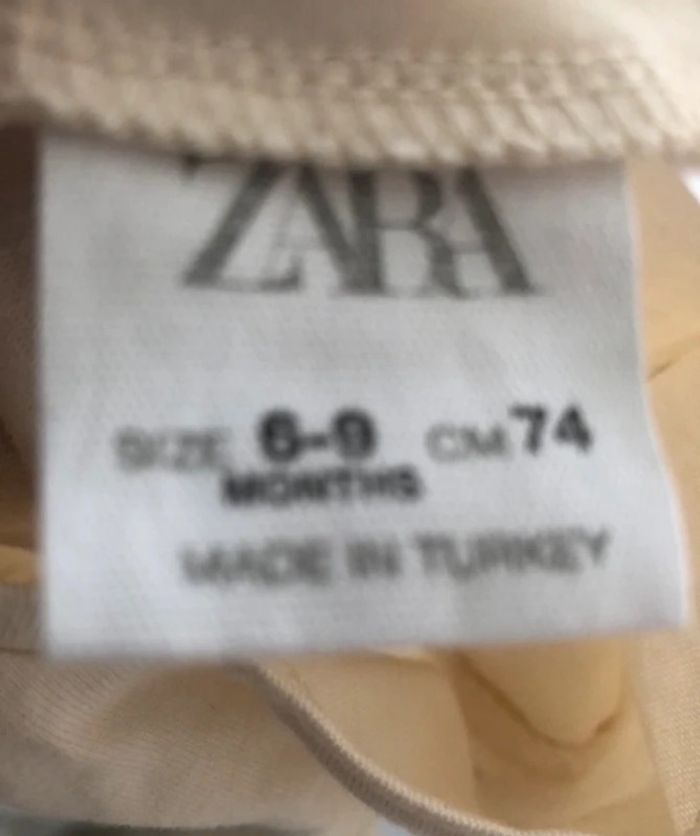 ZARA
SIZE 6-9 CM 74
MONTHS
MADE IN TURKEY